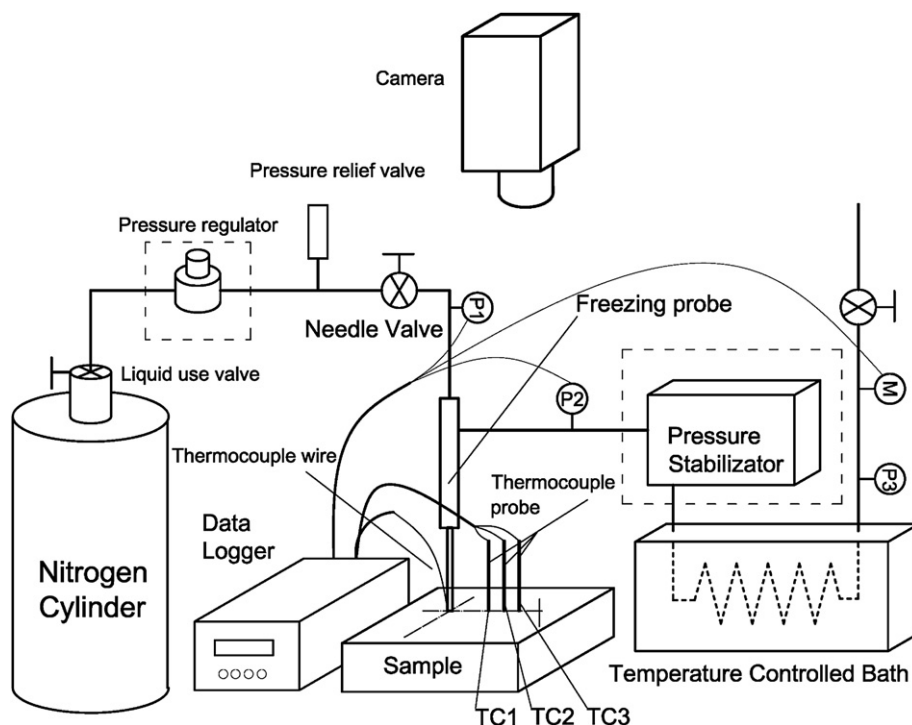 Camera
Pressure relief valve
Pressure regulator
P1
Needle Valve
Freezing probe
Liquid use valve
P2
M
Pressure
Stabilizator
Thermocouple wire
Thermocouple
probe
P3
Data
Logger
Nitrogen
Cylinder
Sample
Temperature Controlled Bath
TC1
TC2
TC3